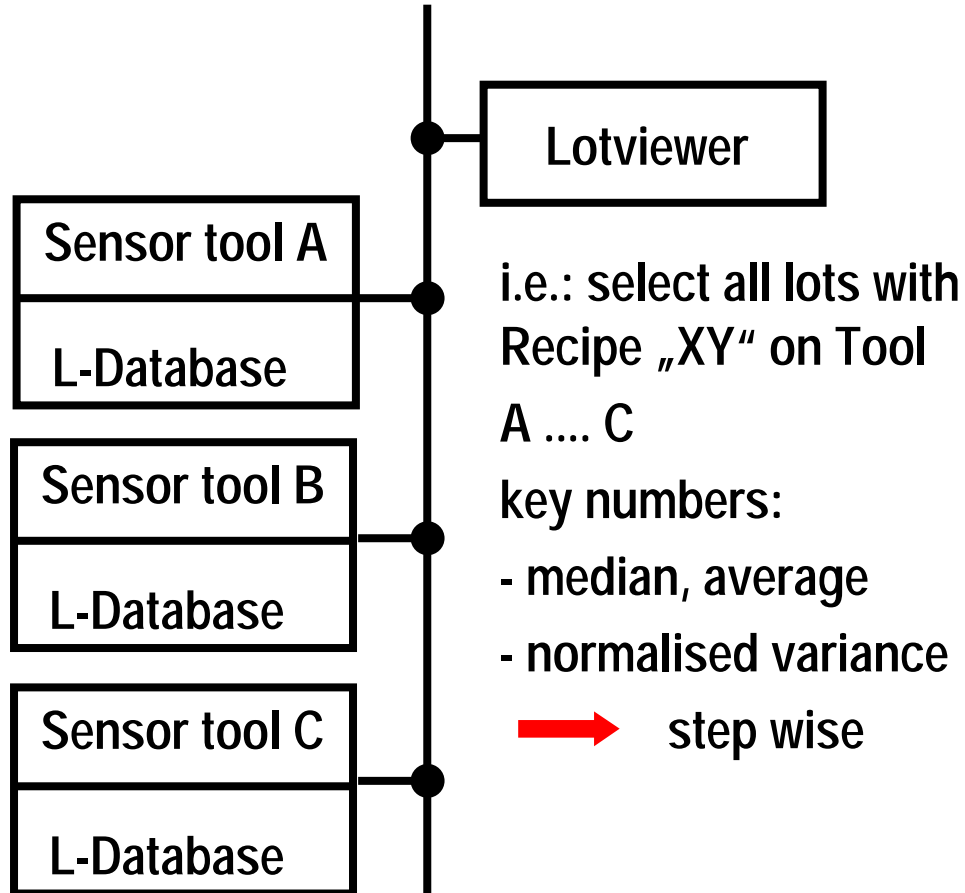 Lotviewer
Sensor tool A
L-Database
Sensor tool B
L-Database
Sensor tool C
L-Database
i.e.: select all lots with
Recipe „XY“ on Tool
A .... C
key numbers:
- median, average
- normalised variance
step wise